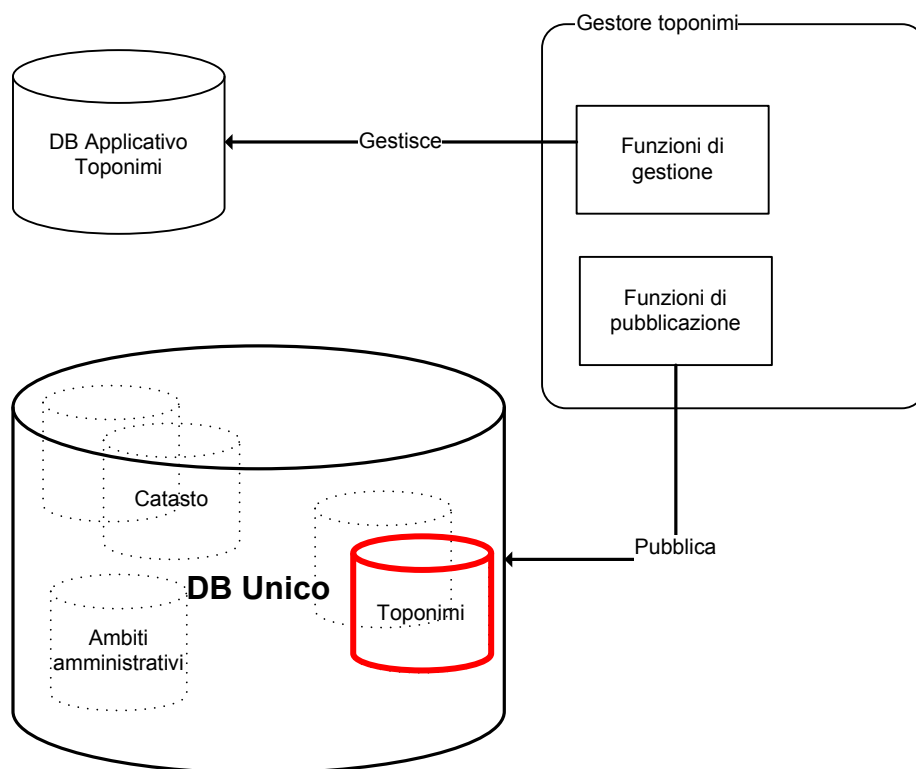 Gestore toponimi
DB Applicativo
Toponimi
Gestisce
Funzioni di
gestione
Funzioni di
pubblicazione
Pubblica
Catasto
DB Unico
Toponimi
Ambiti
amministrativi